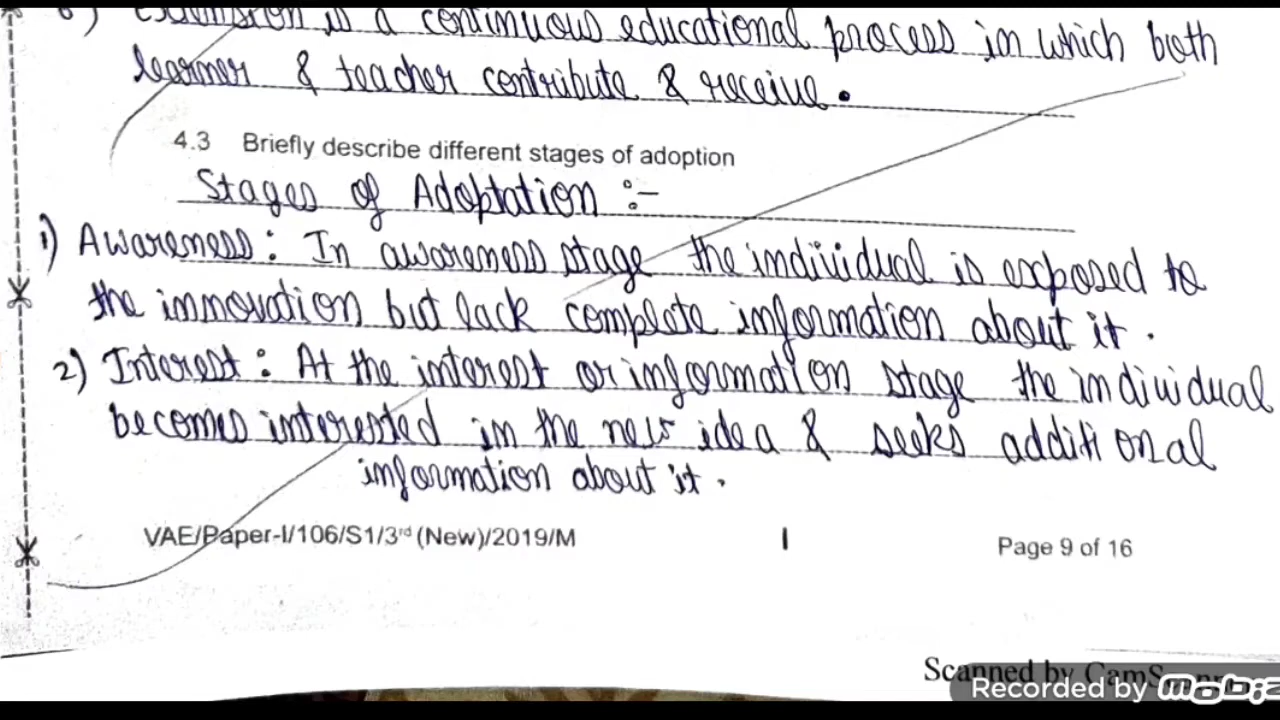 is a continuous educational process in which both
learner & teacher contribute & receive.
4.3 Briefly describe different stages of adoption
Stages of Adoptation :-
1) Awareness : In awareness stage the individual is exposed to
the innovation but lack complete information about it.
2) Interest : At the interest or information stage the individual
becomes interested in the new idea & seeks additional
information about it.
VAE/Paper-I/106/S1/3rd (New)/2019/M
Page 9 of 16
Scanned by
Recorded by